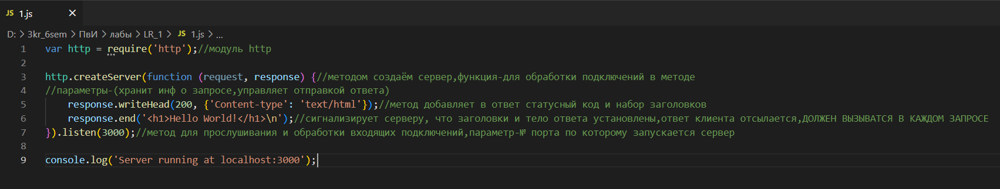 JS 1.js ×
D: > 3kr_6sem > ПвИ > лабы > LR_1 > JS 1.js > ...
1 var http = require('http');//модуль http
2
3 http.createServer(function (request, response) {//методом создаём сервер,функция-для обработки подключений в методе
4 //параметры-(хранит инф о запросе,управляет отправкой ответа)
5 response.writeHead(200, {'Content-type': 'text/html'});//метод добавляет в ответ статусный код и набор заголовков
6 response.end('<h1>Hello World!</h1>\n');//сигнализирует серверу, что заголовки и тело ответа установлены,ответ клиента отсылается,ДОЛЖЕН ВЫЗЫВАТСЯ В КАЖДОМ ЗАПРОСЕ
7 }).listen(3000);//метод для прослушивания и обработки входящих подключений,параметр-№ порта по которому запускается сервер
8
9 console.log('Server running at localhost:3000');